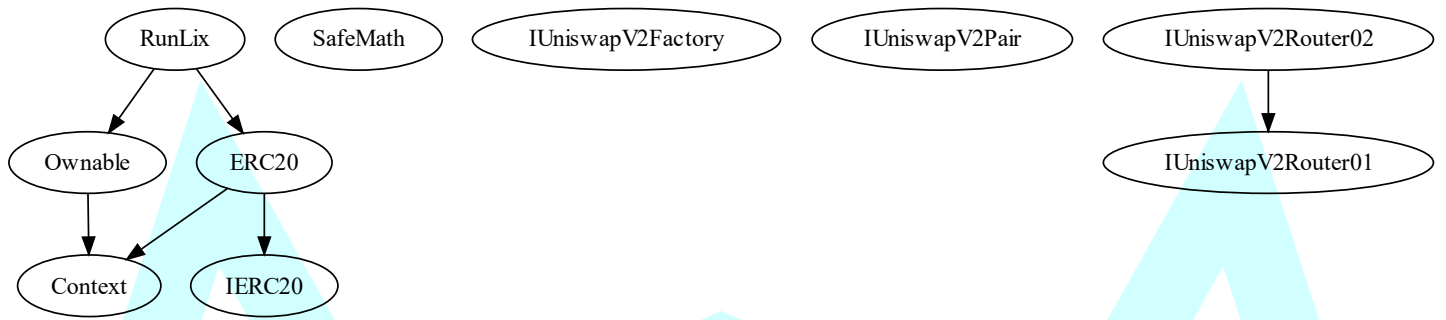 RunLix
SafeMath
IUniswapV2Factory
IUniswapV2Pair
IUniswapV2Router02
Ownable
ERC20
IUniswapV2Router01
Context
IERC20